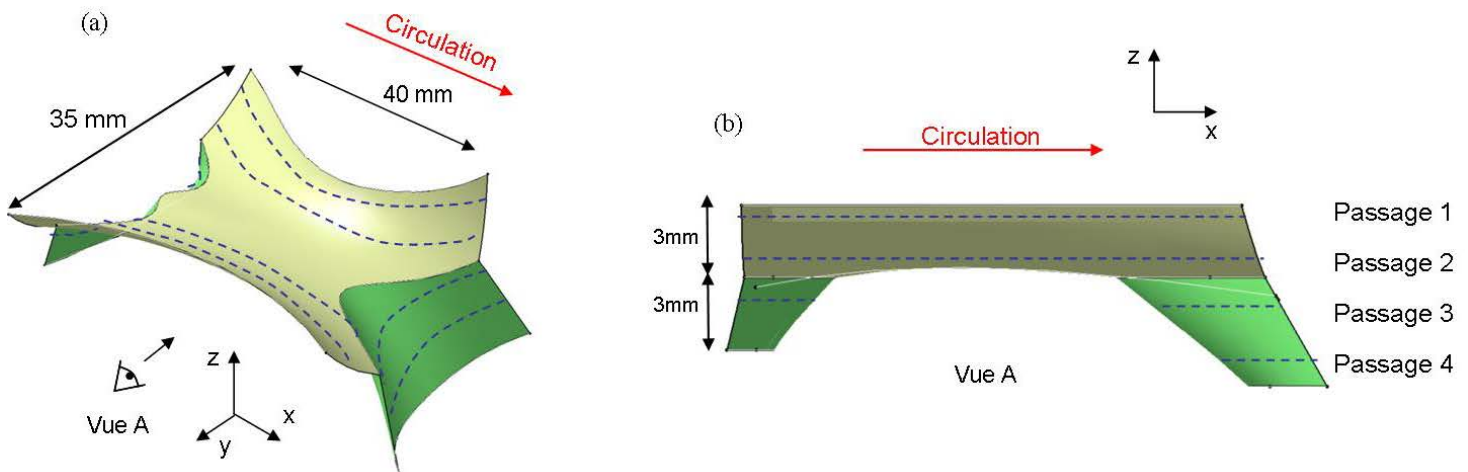 (a)
Circulation
35 mm
40 mm
Vue A
z
x
y
z
x
(b)
Circulation
3mm
3mm
Passage 1
Passage 2
Passage 3
Passage 4
Vue A